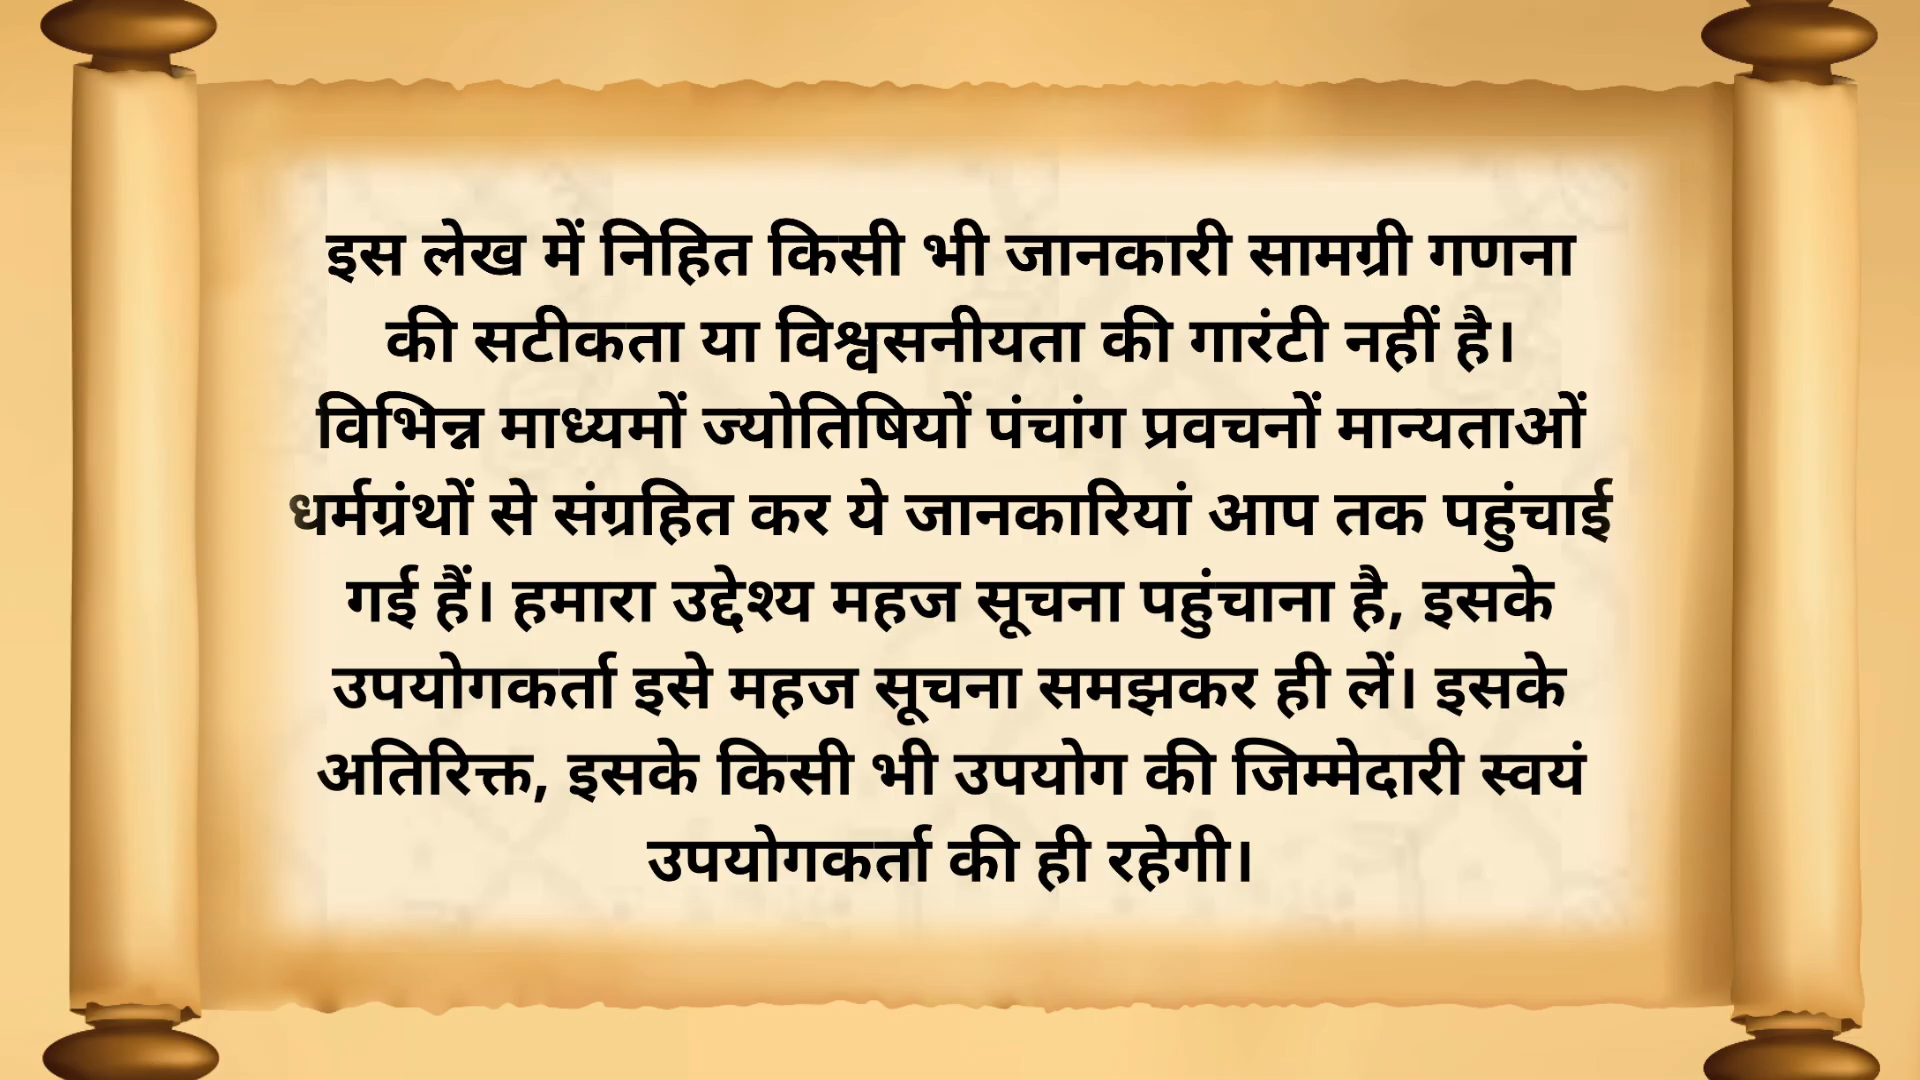 इस लेख में निहित किसी भी जानकारी सामग्री गणना
की सटीकता या विश्वसनीयता की गारंटी नहीं है।
विभिन्न माध्यमों ज्योतिषियों पंचांग प्रवचनों मान्यताओं
धर्मग्रंथों से संग्रहित कर ये जानकारियां आप तक पहुंचाई
गई हैं। हमारा उद्देश्य महज सूचना पहुंचाना है, इसके
उपयोगकर्ता इसे महज सूचना समझकर ही लें। इसके
अतिरिक्त, इसके किसी भी उपयोग की जिम्मेदारी स्वयं
उपयोगकर्ता की ही रहेगी।